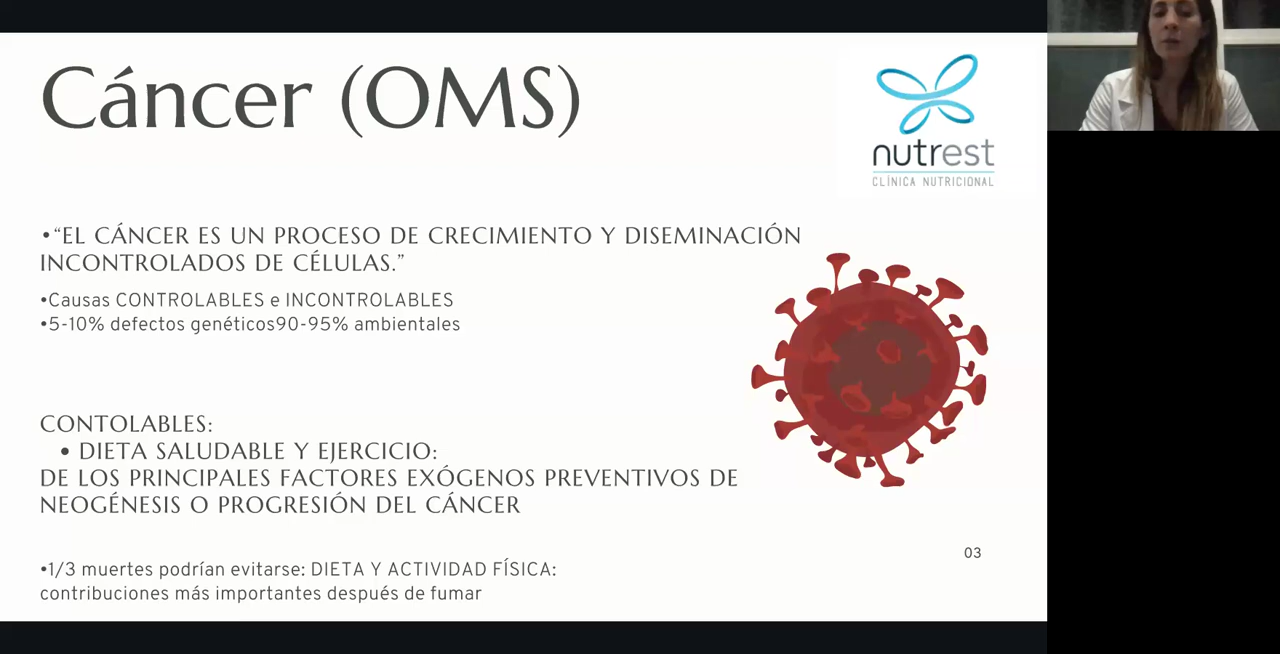 Cáncer (OMS)
nutrest
CLÍNICA NUTRICIONAL
•“EL CÁNCER ES UN PROCESO DE CRECIMIENTO Y DISEMINACIÓN
INCONTROLADOS DE CÉLULAS.”
•Causas CONTROLABLES e INCONTROLABLES
•5-10% defectos genéticos90-95% ambientales
CONTOLABLES:
• DIETA SALUDABLE Y EJERCICIO:
DE LOS PRINCIPALES FACTORES EXÓGENOS PREVENTIVOS DE
NEOGÉNESIS O PROGRESIÓN DEL CÁNCER
03
•1/3 muertes podrían evitarse: DIETA Y ACTIVIDAD FÍSICA:
contribuciones más importantes después de fumar